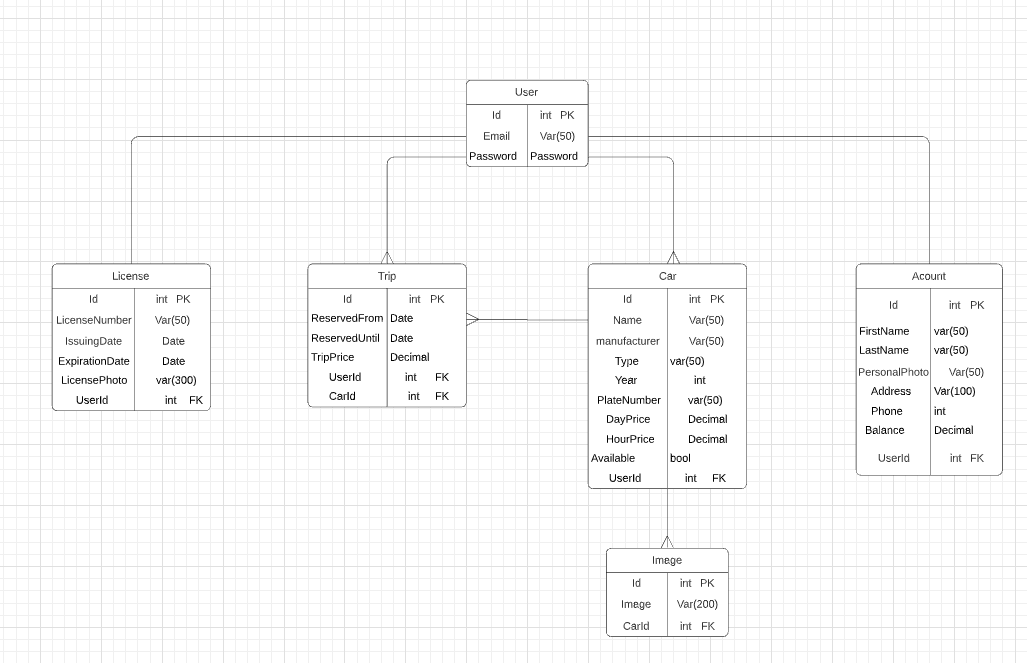 User
Id int PK
Email Var(50)
Password Password
License
Id int PK
LicenseNumber Var(50)
IssuingDate Date
ExpirationDate Date
LicensePhoto var(300)
UserId int FK
Trip
Id int PK
ReservedFrom Date
ReservedUntil Date
TripPrice Decimal
UserId int FK
CarId int FK
Car
Id int PK
Name Var(50)
manufacturer Var(50)
Type var(50)
Year int
PlateNumber var(50)
DayPrice Decimal
HourPrice Decimal
Available bool
UserId int FK
Acount
Id int PK
FirstName var(50)
LastName var(50)
PersonalPhoto Var(50)
Address Var(100)
Phone int
Balance Decimal
UserId int FK
Image
Id int PK
Image Var(200)
CarId int FK